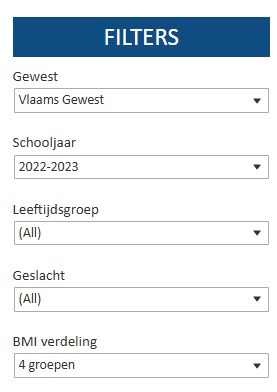 FILTERS
Gewest
Vlaams Gewest
Schooljaar
2022-2023
Leeftijdsgroep
(All)
Geslacht
(All)
BMI verdeling
4 groepen